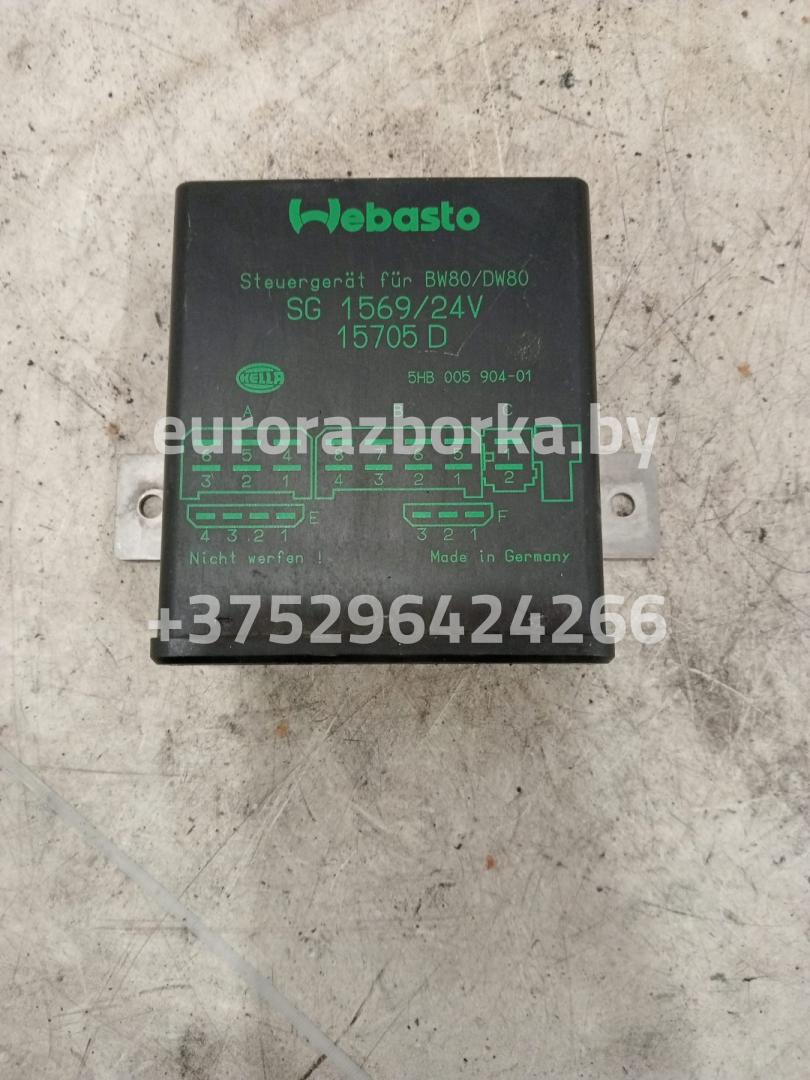 Webasto
Steuergerät für BW80/DW80
SG 1569/24V
15705 D
HELLA
5HB 005 904-01
A B C
eurorazborka.by
6 5 4 8 7 6 5 1
3 2 1 4 3 2 1 2
E F
4 3 2 1 3 2 1
Nicht werfen ! Made in Germany
+375296424266